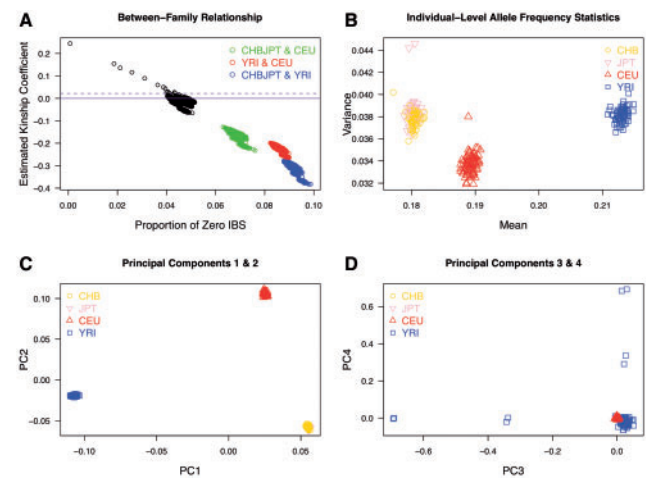 A
Between–Family Relationship
Estimated Kinship Coefficient
0.2
0.1
0.0
−0.1
−0.2
−0.3
−0.4
CHBJPT & CEU
YRI & CEU
CHBJPT & YRI
0.00
0.02
0.04
0.06
0.08
0.10
Proportion of Zero IBS
B
Individual–Level Allele Frequency Statistics
Variance
0.044
0.040
0.038
0.034
0.032
CHB
JPT
CEU
YRI
0.18
0.19
0.20
0.21
Mean
C
Principal Components 1 & 2
PC2
0.10
0.00
−0.05
CHB
JPT
CEU
YRI
−0.10
−0.05
0.00
0.05
PC1
D
Principal Components 3 & 4
PC4
0.6
0.4
0.2
0.0
CHB
JPT
CEU
YRI
−0.6
−0.4
−0.2
0.0
PC3